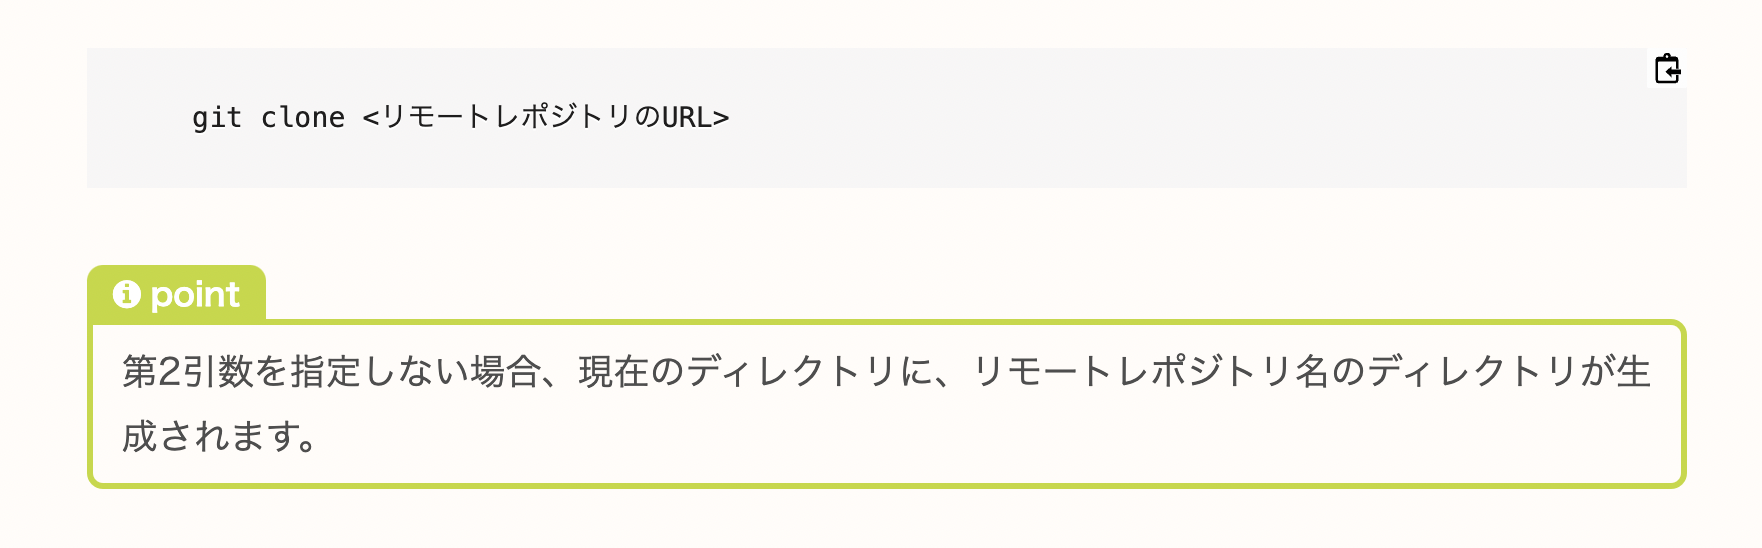 git clone <リモートレポジトリのURL>
point
第2引数を指定しない場合、現在のディレクトリに、リモートレポジトリ名のディレクトリが生
成されます。